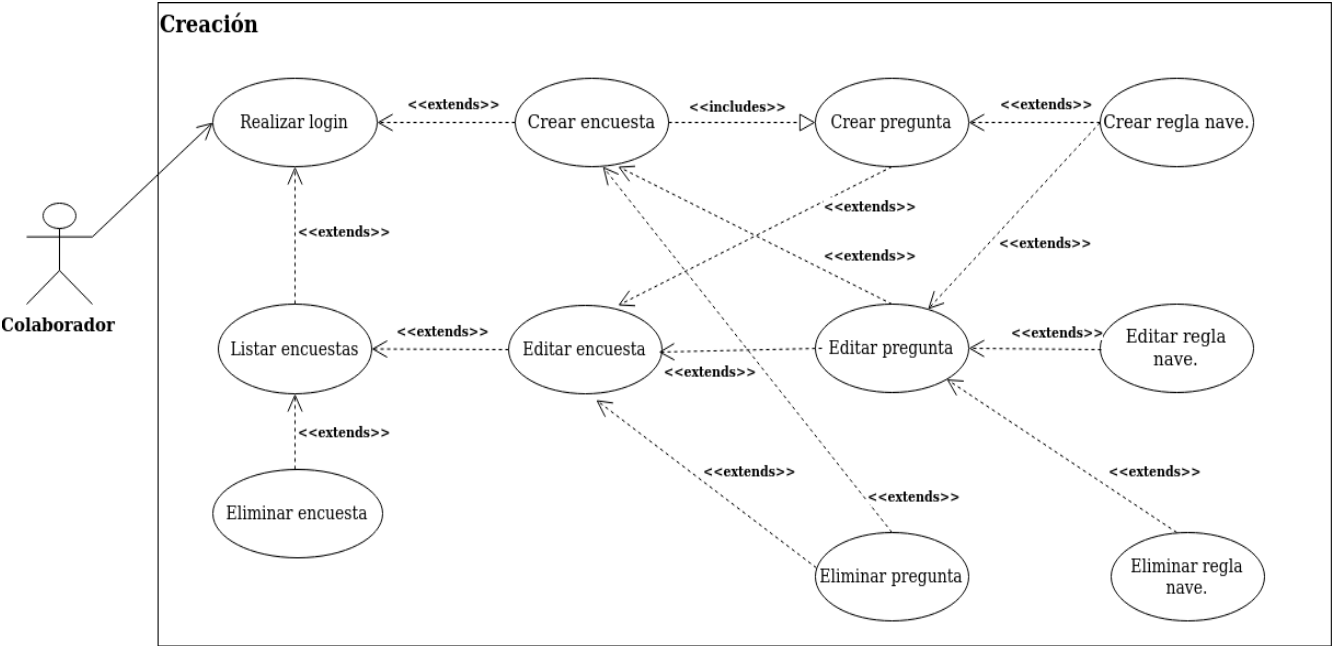 Creación
<<extends>>
<<includes>>
<<extends>>
Realizar login
Crear encuesta
Crear pregunta
Crear regla nave.
<<extends>>
<<extends>>
<<extends>>
<<extends>>
Colaborador
<<extends>>
<<extends>>
Listar encuestas
Editar encuesta
Editar pregunta
Editar regla
nave.
<<extends>>
<<extends>>
<<extends>>
<<extends>>
<<extends>>
Eliminar encuesta
Eliminar pregunta
Eliminar regla
nave.